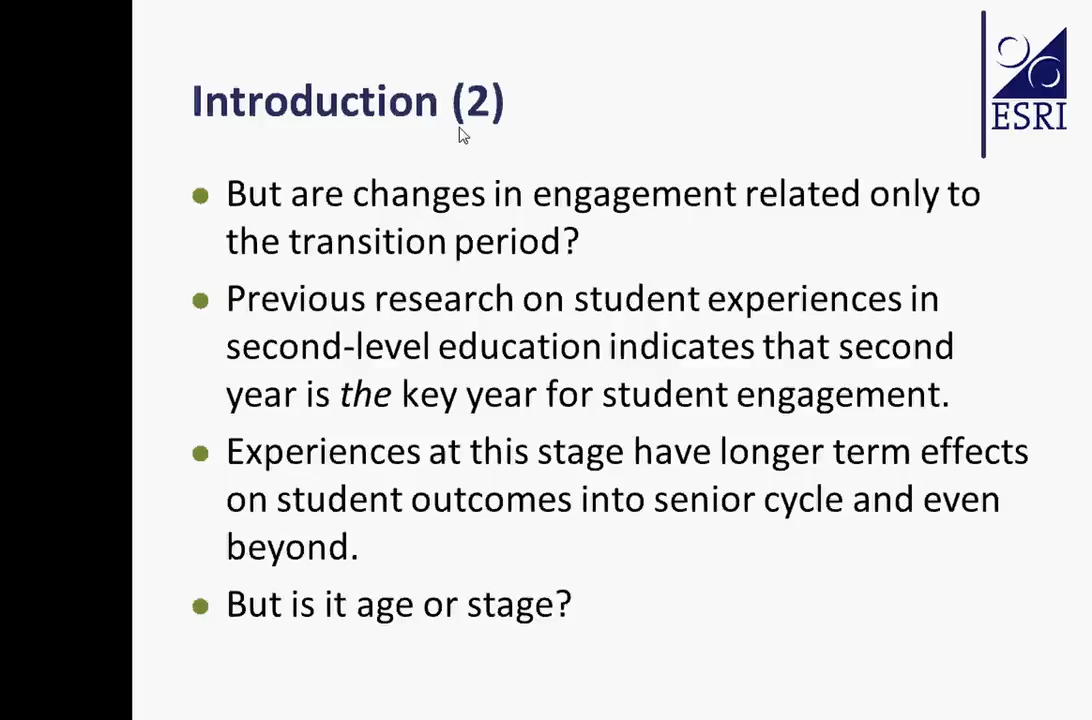 ESRI
Introduction (2)
But are changes in engagement related only to
the transition period?
Previous research on student experiences in
second-level education indicates that second
year is the key year for student engagement.
Experiences at this stage have longer term effects
on student outcomes into senior cycle and even
beyond.
But is it age or stage?